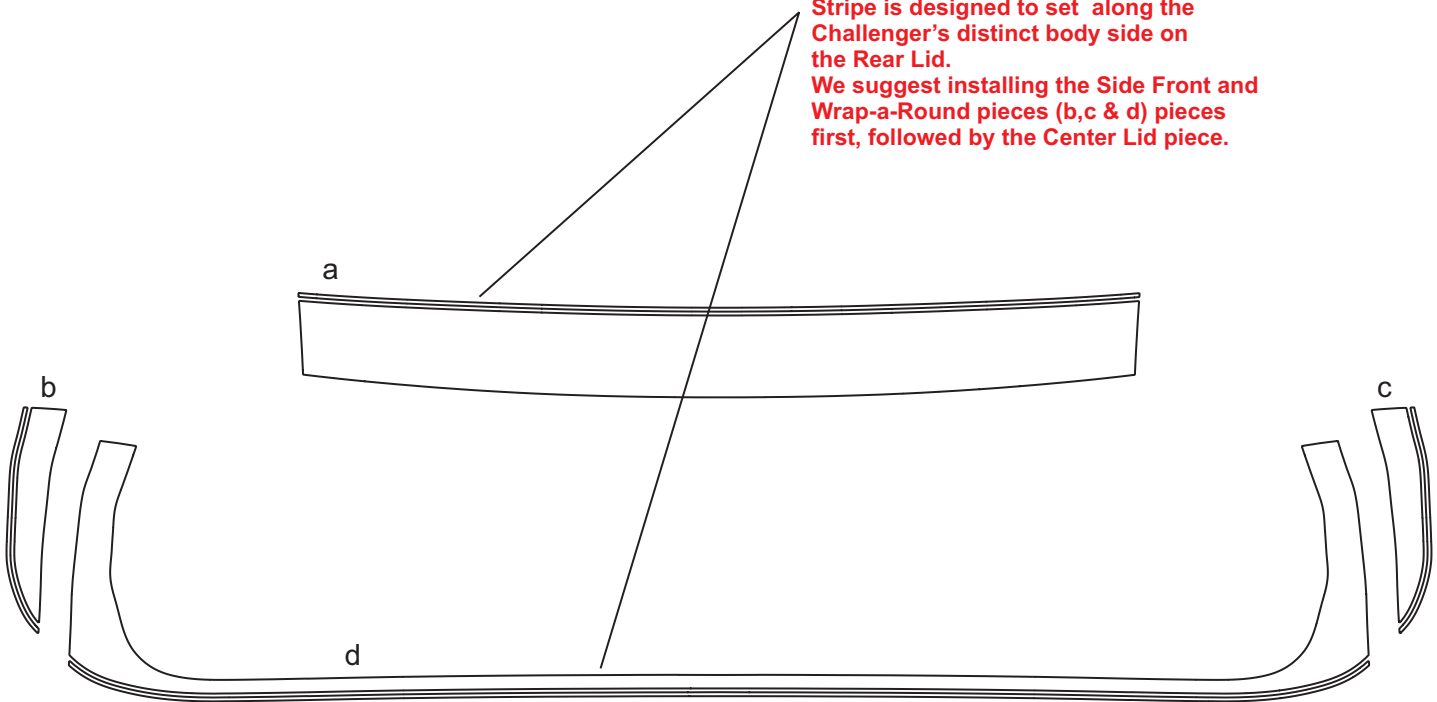 Stripe is designed to set along the
Challenger's distinct body side on
the Rear Lid.
We suggest installing the Side Front and
Wrap-a-Round pieces (b,c & d) pieces
first, followed by the Center Lid piece.
a
b
c
d